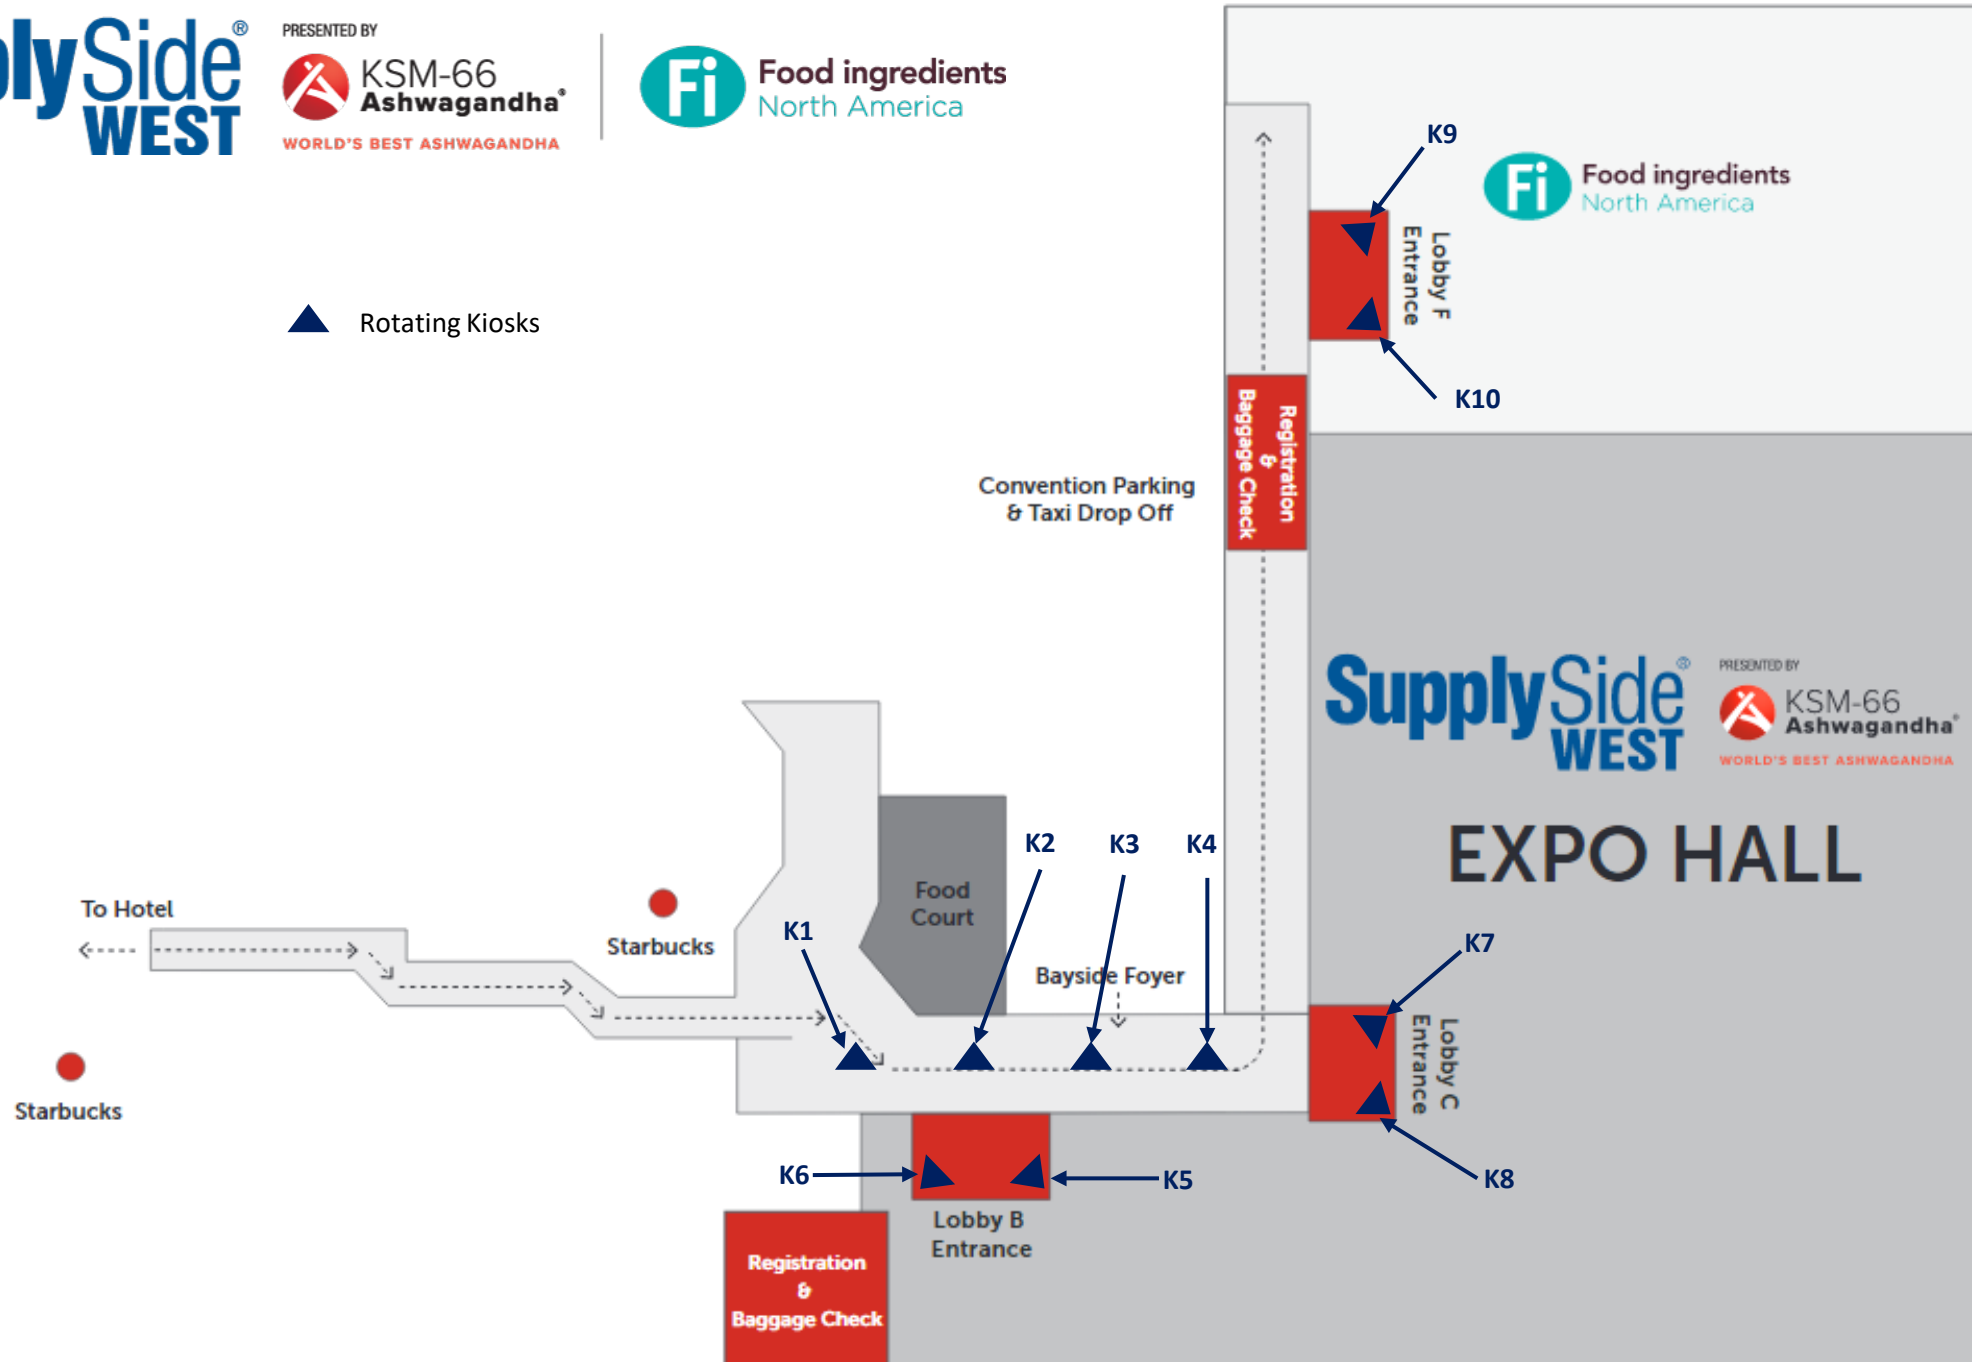 plySide®
WEST
PRESENTED BY
KSM-66
Ashwagandha®
WORLD'S BEST ASHWAGANDHA
Fi
Food ingredients
North America
Rotating Kiosks
K9
Fi
Food ingredients
North America
Lobby F
Entrance
K10
Registration
&
Baggage Check
Convention Parking
& Taxi Drop Off
SupplySide®
WEST
PRESENTED BY
KSM-66
Ashwagandha®
WORLD'S BEST ASHWAGANDHA
EXPO HALL
K2
K3
K4
Food
Court
To Hotel
Starbucks
K1
K7
Bayside Foyer
Lobby C
Entrance
Starbucks
K6
K5
K8
Lobby B
Entrance
Registration
&
Baggage Check